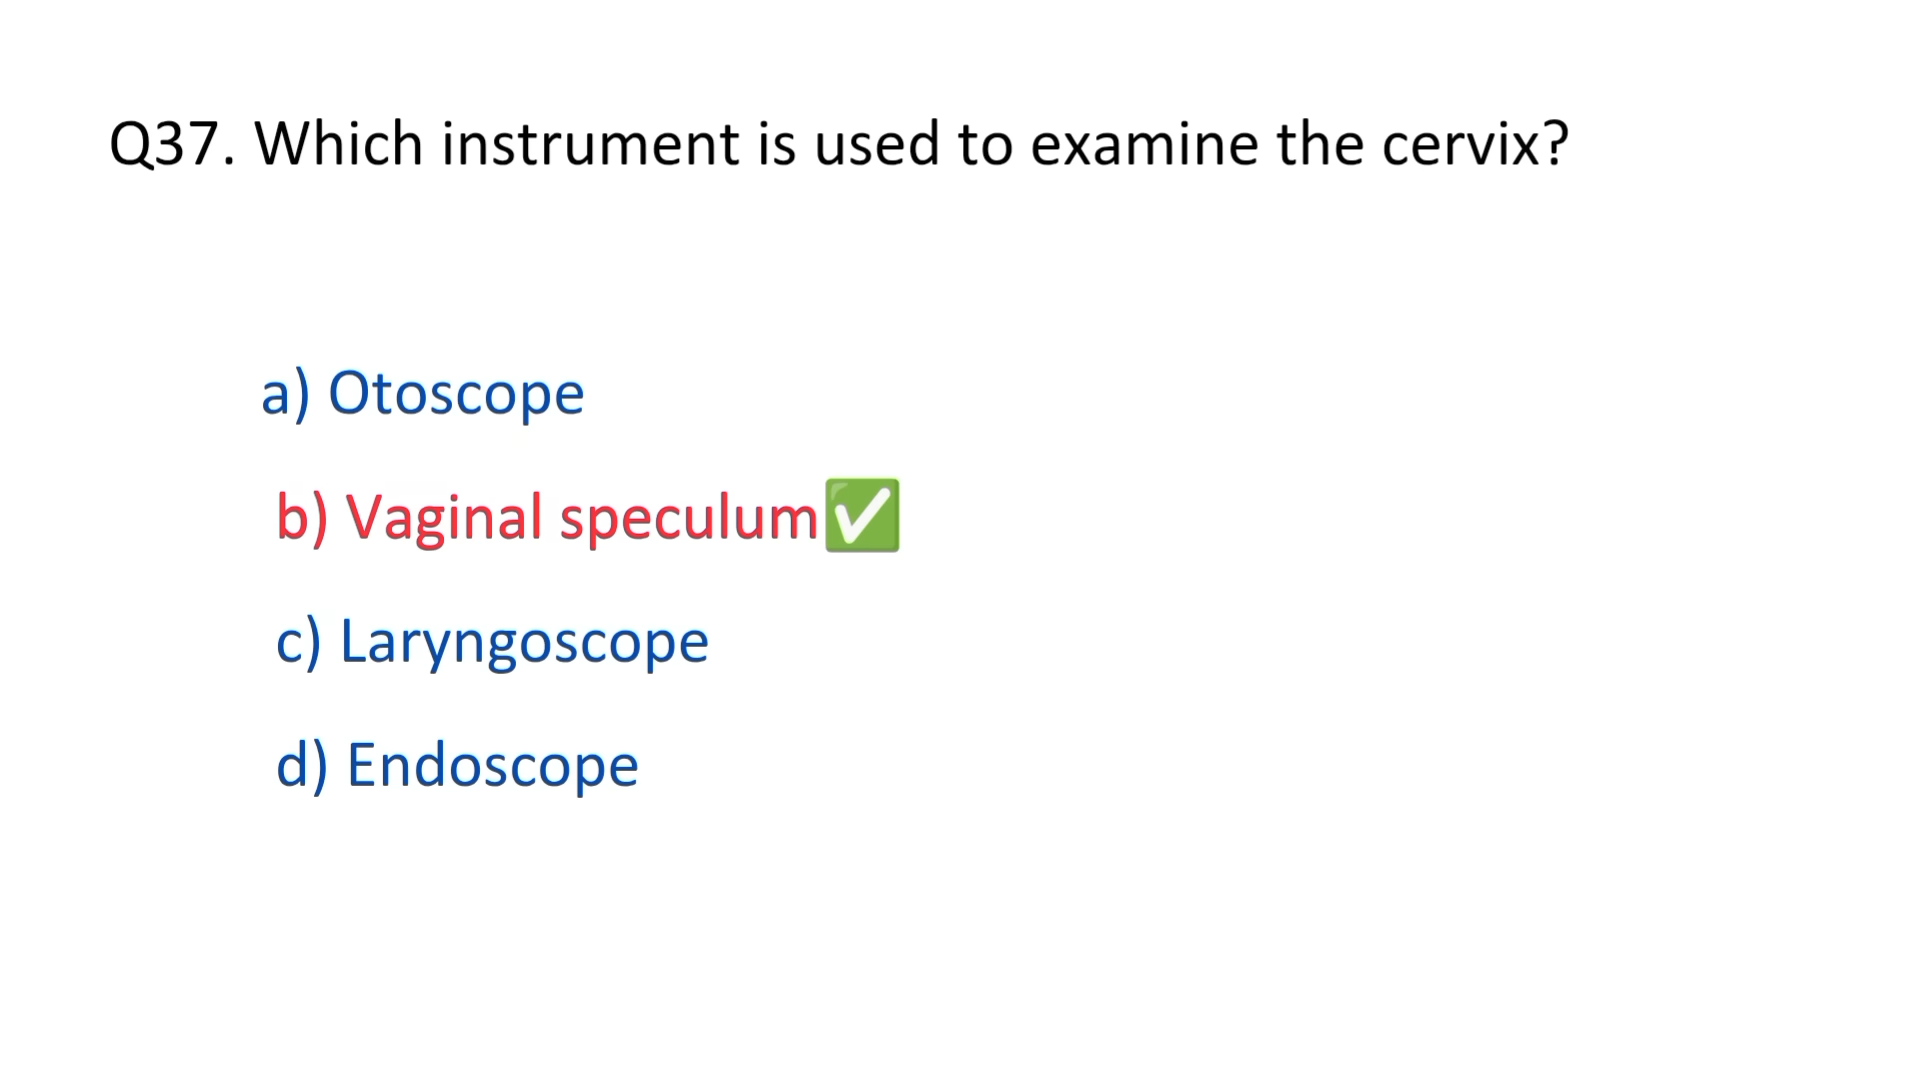 Q37. Which instrument is used to examine the cervix?
a) Otoscope
b) Vaginal speculum✅
c) Laryngoscope
d) Endoscope